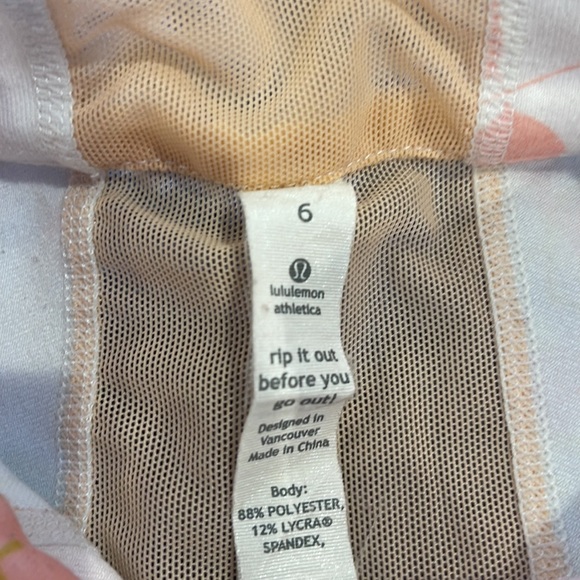 6
lululemon
athletica
rip it out
before you
go out!
Designed in
Vancouver
Made in China
Body:
88% POLYESTER,
12% LYCRA®
SPANDEX,